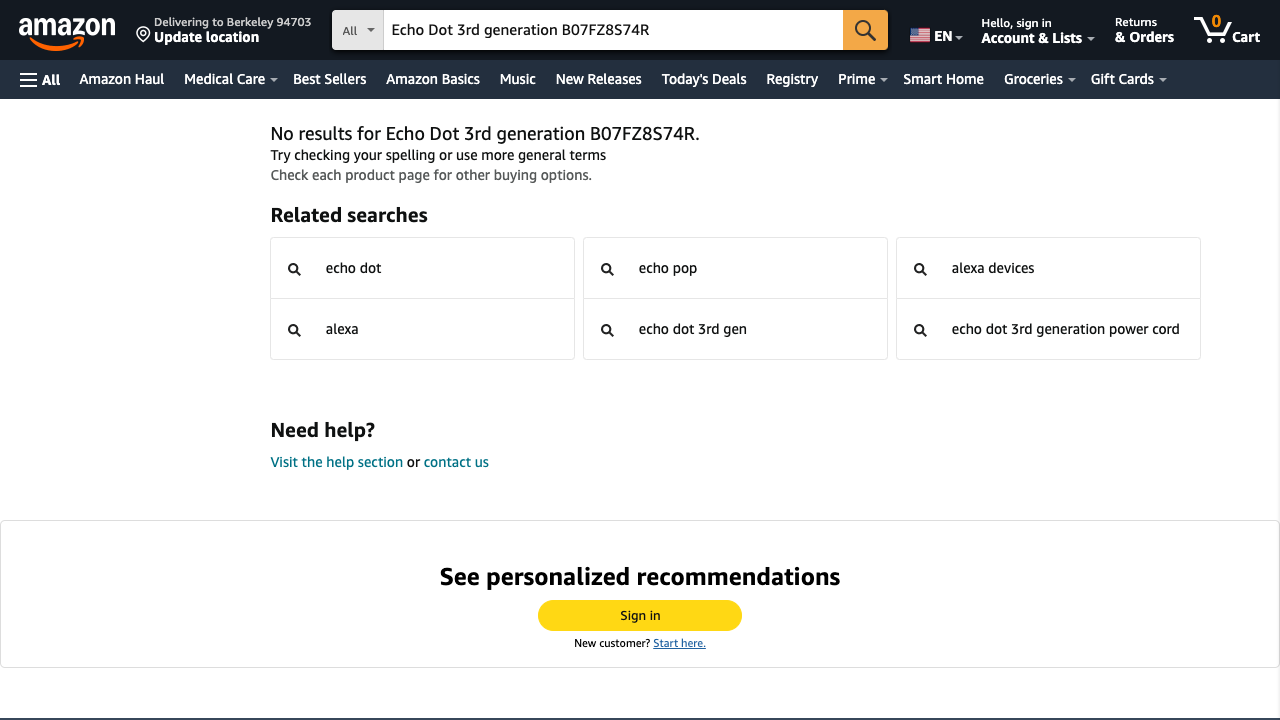 amazon
Delivering to Berkeley 94703
Update location
All
Echo Dot 3rd generation B07FZ8S74R
EN
Hello, sign in
Account & Lists
Returns
& Orders
0
Cart
All
Amazon Haul
Medical Care
Best Sellers
Amazon Basics
Music
New Releases
Today's Deals
Registry
Prime
Smart Home
Groceries
Gift Cards
No results for Echo Dot 3rd generation B07FZ8S74R.
Try checking your spelling or use more general terms
Check each product page for other buying options.
Related searches
echo dot
echo pop
alexa devices
alexa
echo dot 3rd gen
echo dot 3rd generation power cord
Need help?
Visit the help section or contact us
See personalized recommendations
Sign in
New customer? Start here.